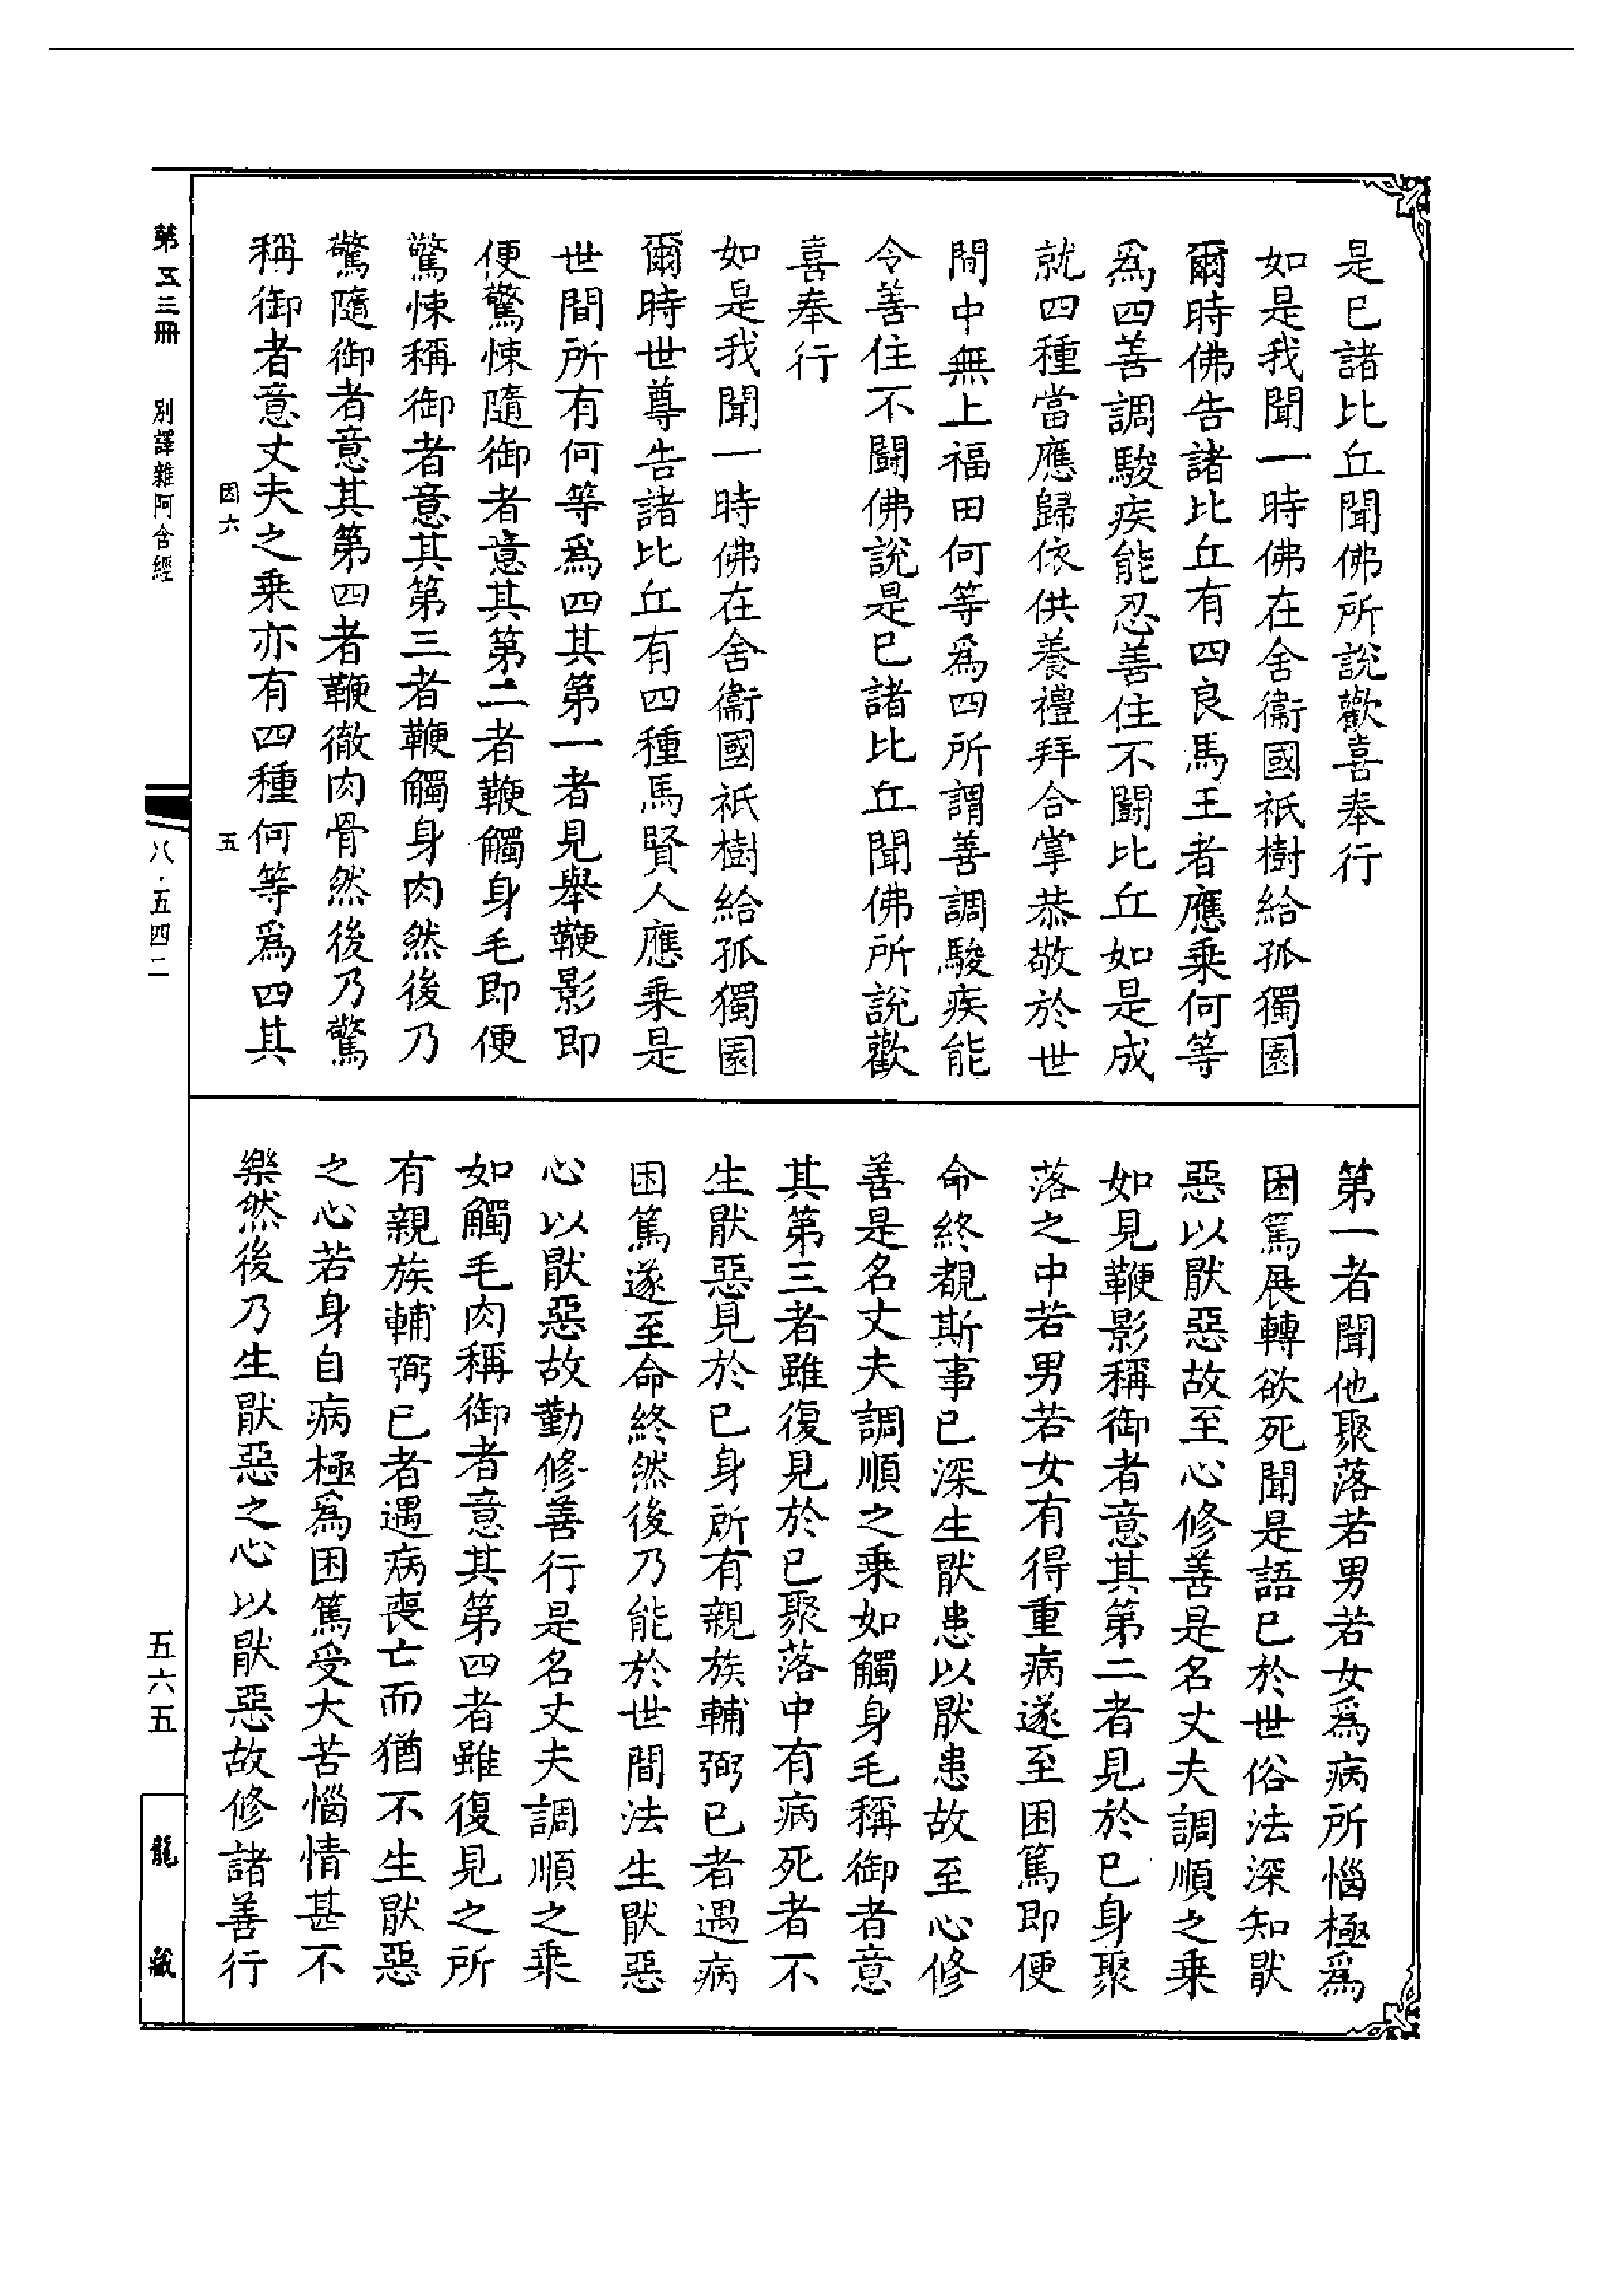 是已諸比丘聞佛所說歡喜奉行
如是我聞一時佛在舍衞國祇樹給孤獨園
爾時佛告諸比丘有四良馬王者應乗何等
爲四善調駿疾能忍善住不鬪比丘如是成
就四種當應歸依供養禮拜合掌恭敬於世
間中無上福田何等爲四所謂善調駿疾能
令善住不鬪佛說是已諸比丘聞佛所說歡
喜奉行
如是我聞一時佛在舍衞國祇樹給孤獨園
爾時世尊告諸比丘有四種馬賢人應乗是
世間所有何等爲四其第一者見舉鞭影即
便驚悚隨御者意其第二者鞭觸身毛即便
驚悚稱御者意其第三者鞭觸身肉然後乃
驚隨御者意其第四者鞭徹肉骨然後乃驚
稱御者意丈夫之乗亦有四種何等爲四其
第一者聞他聚落若男若女爲病所惱極爲
困篤展轉欲死聞是語已於世俗法深知猒
惡以猒惡故至心修善是名丈夫調順之乗
如見鞭影稱御者意其第二者見於已身聚
落之中若男若女有得重病遂至困篤即便
命終覩斯事已深生猒患以猒患故至心修
善是名丈夫調順之乗如觸身毛稱御者意
其第三者雖復見於已聚落中有病死者不
生猒惡見於已身所有親族輔弼已者遇病
困篤遂至命終然後乃能於世間法生猒惡
心以猒惡故勤修善行是名丈夫調順之乗
如觸毛肉稱御者意其第四者雖復見之所
有親族輔弼已者遇病喪亡而猶不生猒惡
之心若身自病極爲困篤受大苦惱情甚不
樂然後乃生猒惡之心以猒惡故修諸善行
因六 五
第五三冊 別譯雜阿含經 八·五四二
五六五
龍藏